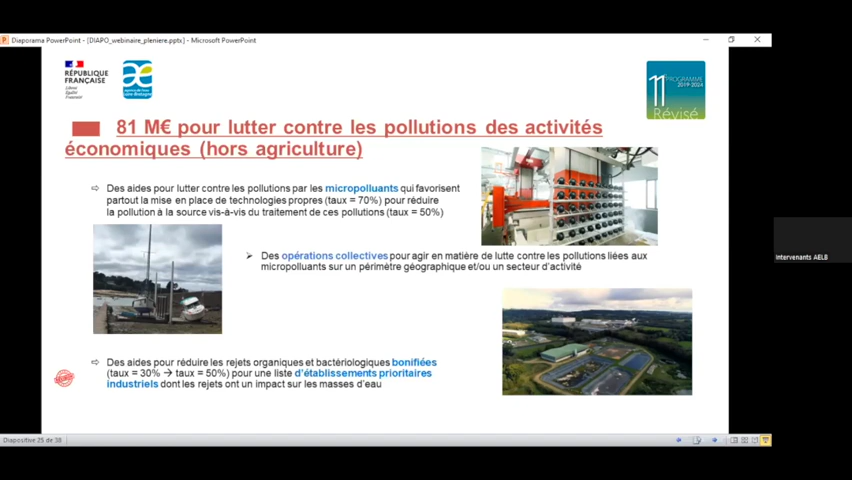 Diaporama PowerPoint - [DIAPO_webinaire_pleniere.pptx] - Microsoft PowerPoint
RÉPUBLIQUE
FRANÇAISE
Liberté
Égalité
Fraternité
11
PROGRAMME
2019-2024
Révisé
81 M€ pour lutter contre les pollutions des activités
économiques (hors agriculture)
⇨ Des aides pour lutter contre les pollutions par les micropolluants qui favorisent
partout la mise en place de technologies propres (taux = 70%) pour réduire
la pollution à la source vis-à-vis du traitement de ces pollutions (taux = 50%)
➢ Des opérations collectives pour agir en matière de lutte contre les pollutions liées aux
micropolluants sur un périmètre géographique et/ou un secteur d'activité
Intervenants AELB
⇨ Des aides pour réduire les rejets organiques et bactériologiques bonifiées
(taux = 30% → taux = 50%) pour une liste d'établissements prioritaires
industriels dont les rejets ont un impact sur les masses d'eau
Diapositive 25 de 38